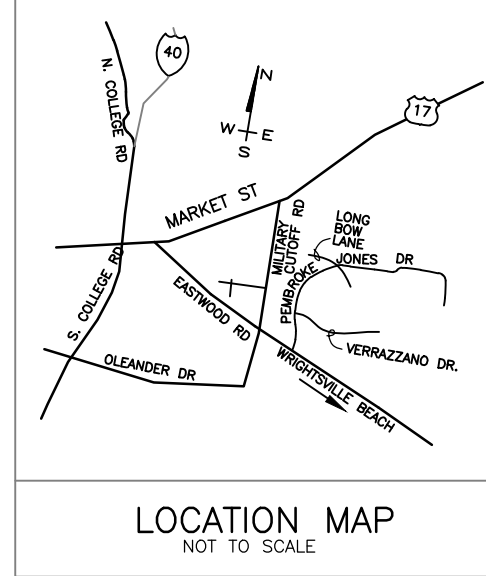 40
N. COLLEGE RD
N
W E
S
17
MARKET ST
MILITARY
CUTOFF RD
LONG
BOW
LANE
PEMBROKE
JONES DR
S. COLLEGE RD
EASTWOOD RD
OLEANDER DR
VERRAZZANO DR.
WRIGHTSVILLE BEACH
LOCATION MAP
NOT TO SCALE